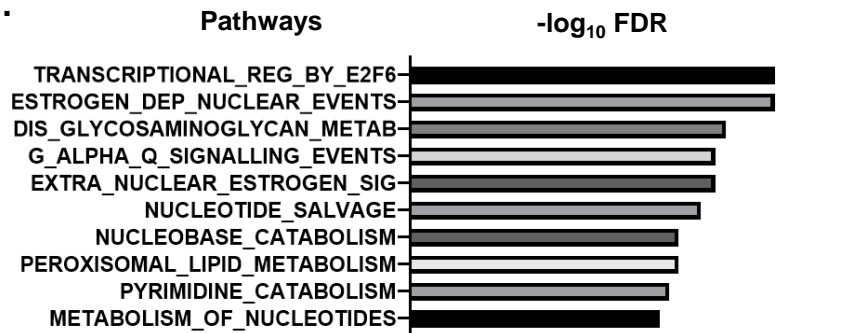 Pathways
-log10 FDR
TRANSCRIPTIONAL_REG_BY_E2F6
ESTROGEN_DEP_NUCLEAR_EVENTS
DIS_GLYCOSAMINOGLYCAN_METAB
G_ALPHA_Q_SIGNALLING_EVENTS
EXTRA_NUCLEAR_ESTROGEN_SIG
NUCLEOTIDE_SALVAGE
NUCLEOBASE_CATABOLISM
PEROXISOMAL_LIPID_METABOLISM
PYRIMIDINE_CATABOLISM
METABOLISM_OF_NUCLEOTIDES